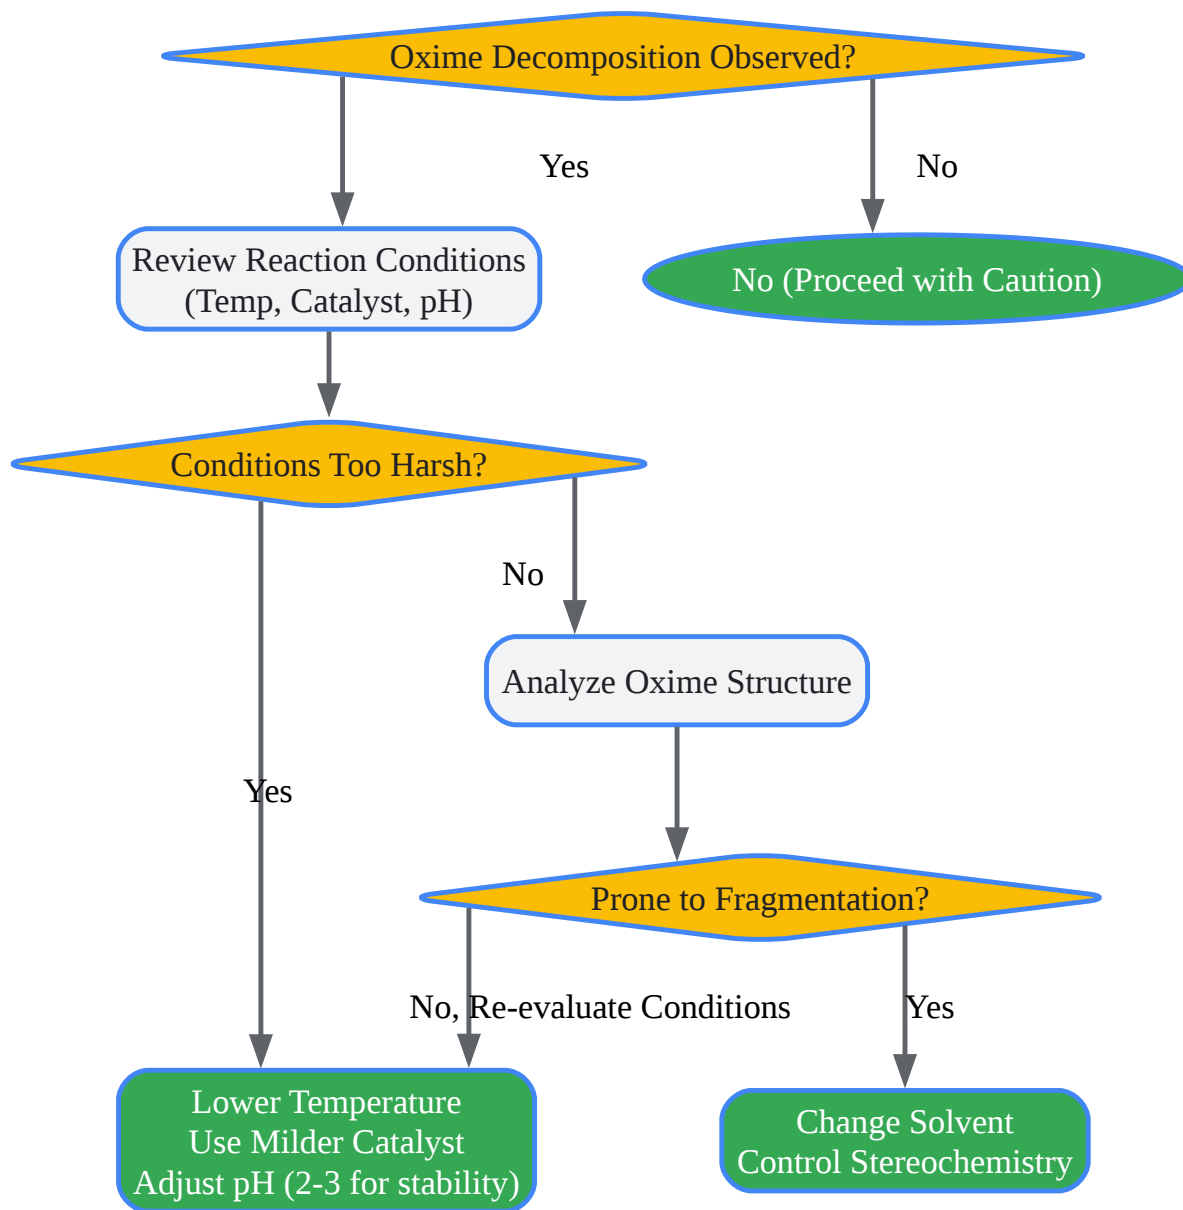 Oxime Decomposition Observed?
Yes
No
Review Reaction Conditions
(Temp, Catalyst, pH)
No (Proceed with Caution)
Conditions Too Harsh?
No
Analyze Oxime Structure
Yes
Prone to Fragmentation?
No, Re-evaluate Conditions
Yes
Lower Temperature
Use Milder Catalyst
Adjust pH (2-3 for stability)
Change Solvent
Control Stereochemistry